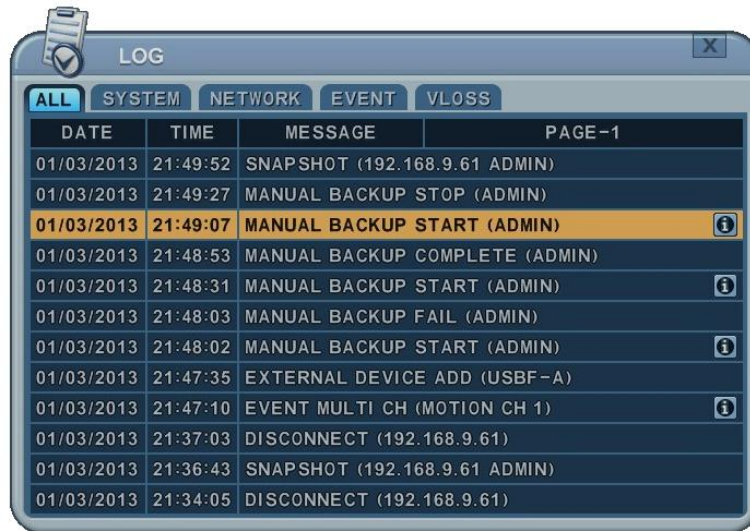 LOG
X
ALL SYSTEM NETWORK EVENT VLOSS
DATE TIME MESSAGE PAGE-1
01/03/2013 21:49:52 SNAPSHOT (192.168.9.61 ADMIN)
01/03/2013 21:49:27 MANUAL BACKUP STOP (ADMIN)
01/03/2013 21:49:07 MANUAL BACKUP START (ADMIN)
01/03/2013 21:48:53 MANUAL BACKUP COMPLETE (ADMIN)
01/03/2013 21:48:31 MANUAL BACKUP START (ADMIN)
01/03/2013 21:48:03 MANUAL BACKUP FAIL (ADMIN)
01/03/2013 21:48:02 MANUAL BACKUP START (ADMIN)
01/03/2013 21:47:35 EXTERNAL DEVICE ADD (USBF-A)
01/03/2013 21:47:10 EVENT MULTI CH (MOTION CH 1)
01/03/2013 21:37:03 DISCONNECT (192.168.9.61)
01/03/2013 21:36:43 SNAPSHOT (192.168.9.61 ADMIN)
01/03/2013 21:34:05 DISCONNECT (192.168.9.61)